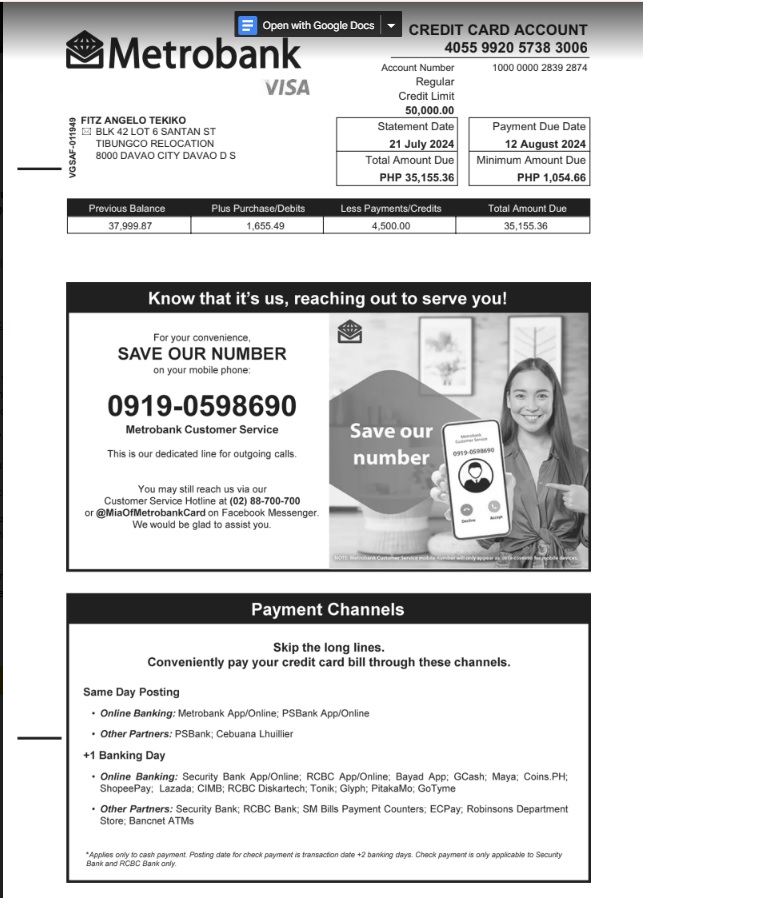 Open with Google Docs
CREDIT CARD ACCOUNT
4055 9920 5738 3006
Metrobank
VISA
Account Number 1000 0000 2839 2874
Regular
Credit Limit
50,000.00
VGSAF-011949
FITZ ANGELO TEKIKO
BLK 42 LOT 6 SANTAN ST
TIBUNGCO RELOCATION
8000 DAVAO CITY DAVAO D S
Statement Date Payment Due Date
21 July 2024 12 August 2024
Total Amount Due Minimum Amount Due
PHP 35,155.36 PHP 1,054.66
Previous Balance Plus Purchase/Debits Less Payments/Credits Total Amount Due
37,999.87 1,655.49 4,500.00 35,155.36
Know that it's us, reaching out to serve you!
For your convenience,
SAVE OUR NUMBER
on your mobile phone:
0919-0598690
Metrobank Customer Service
This is our dedicated line for outgoing calls.
You may still reach us via our
Customer Service Hotline at (02) 88-700-700
or @MiaOfMetrobankCard on Facebook Messenger.
We would be glad to assist you.
Save our
number
Metrobank
Customer Service
0919-0598690
Decline Accept
NOTE: Metrobank Customer Service mobile number will only appear as
Payment Channels
Skip the long lines.
Conveniently pay your credit card bill through these channels.
Same Day Posting
• Online Banking: Metrobank App/Online; PSBank App/Online
• Other Partners: PSBank; Cebuana Lhuillier
+1 Banking Day
• Online Banking: Security Bank App/Online; RCBC App/Online; Bayad App; GCash; Maya; Coins.PH;
ShopeePay; Lazada; CIMB; RCBC Diskartech; Tonik; Glyph; PitakaMo; GoTyme
• Other Partners: Security Bank; RCBC Bank; SM Bills Payment Counters; ECPay; Robinsons Department
Store; Bancnet ATMs
*Applies only to cash payment. Posting date for check payment is transaction date +2 banking days. Check payment is only applicable to Security
Bank and RCBC Bank only.